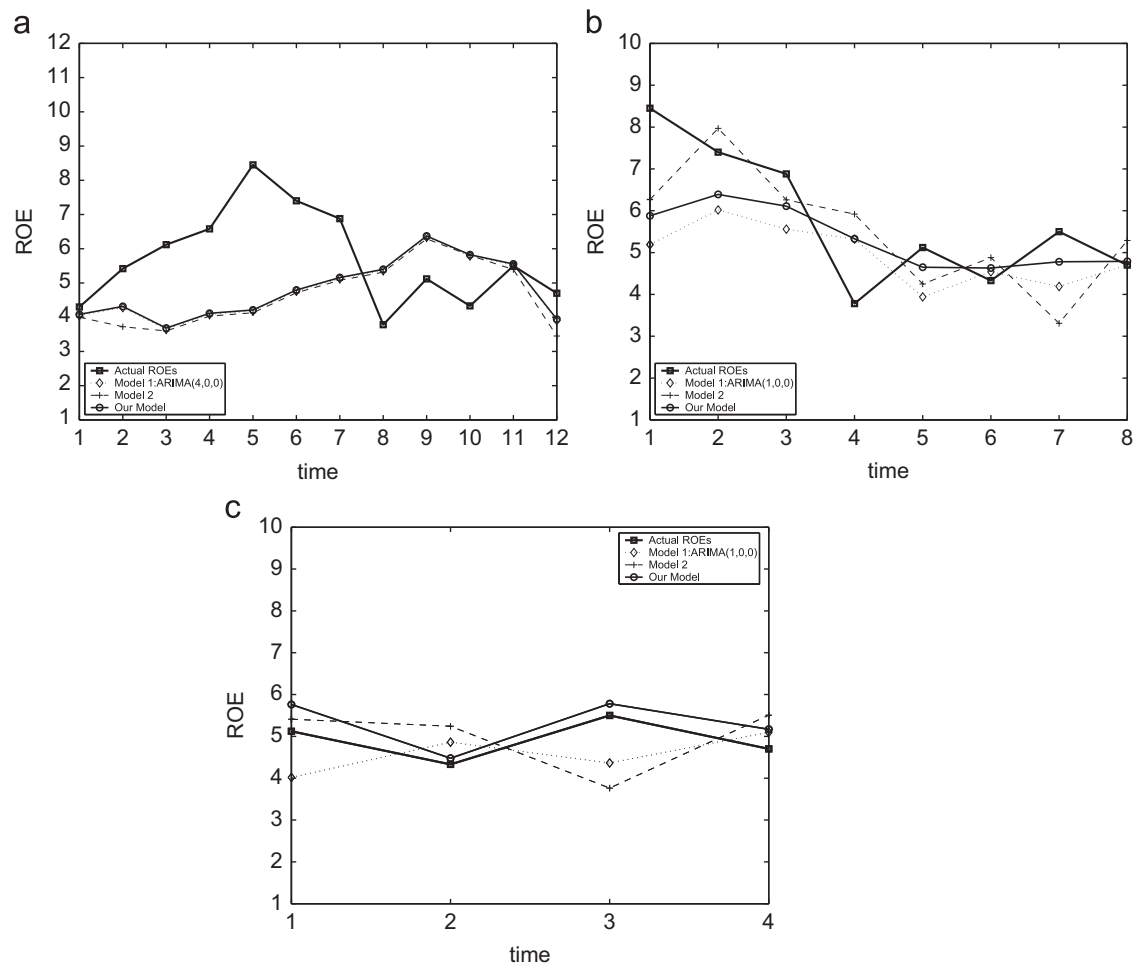 a
12
11
10
9
8
7
6
5
4
3
2
1
ROE
Actual ROEs
Model 1:ARIMA(4,0,0)
Model 2
Our Model
1 2 3 4 5 6 7 8 9 10 11 12
time
b
10
9
8
7
6
5
4
3
2
1
ROE
Actual ROEs
Model 1:ARIMA(1,0,0)
Model 2
Our Model
1 2 3 4 5 6 7 8
time
c
10
9
8
7
6
5
4
3
2
1
ROE
Actual ROEs
Model 1:ARIMA(1,0,0)
Model 2
Our Model
1 2 3 4
time